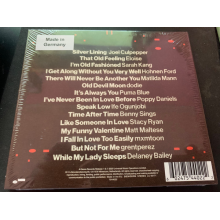 Made in
Germany
Silver Lining Joel Culpepper
That Old Feeling Eloise
I'm Old Fashioned Sarah Kang
I Get Along Without You Very Well Hohnen Ford
There Will Never Be Another You Matilda Mann
Old Devil Moon dodie
It's Always You Puma Blue
I've Never Been In Love Before Poppy Daniels
Speak Low Ife Ogunjobi
Time After Time Benny Sings
Like Someone In Love Stacy Ryan
My Funny Valentine Matt Maltese
I Fall In Love Too Easily mxmtoon
But Not For Me grentperez
While My Lady Sleeps Delaney Bailey